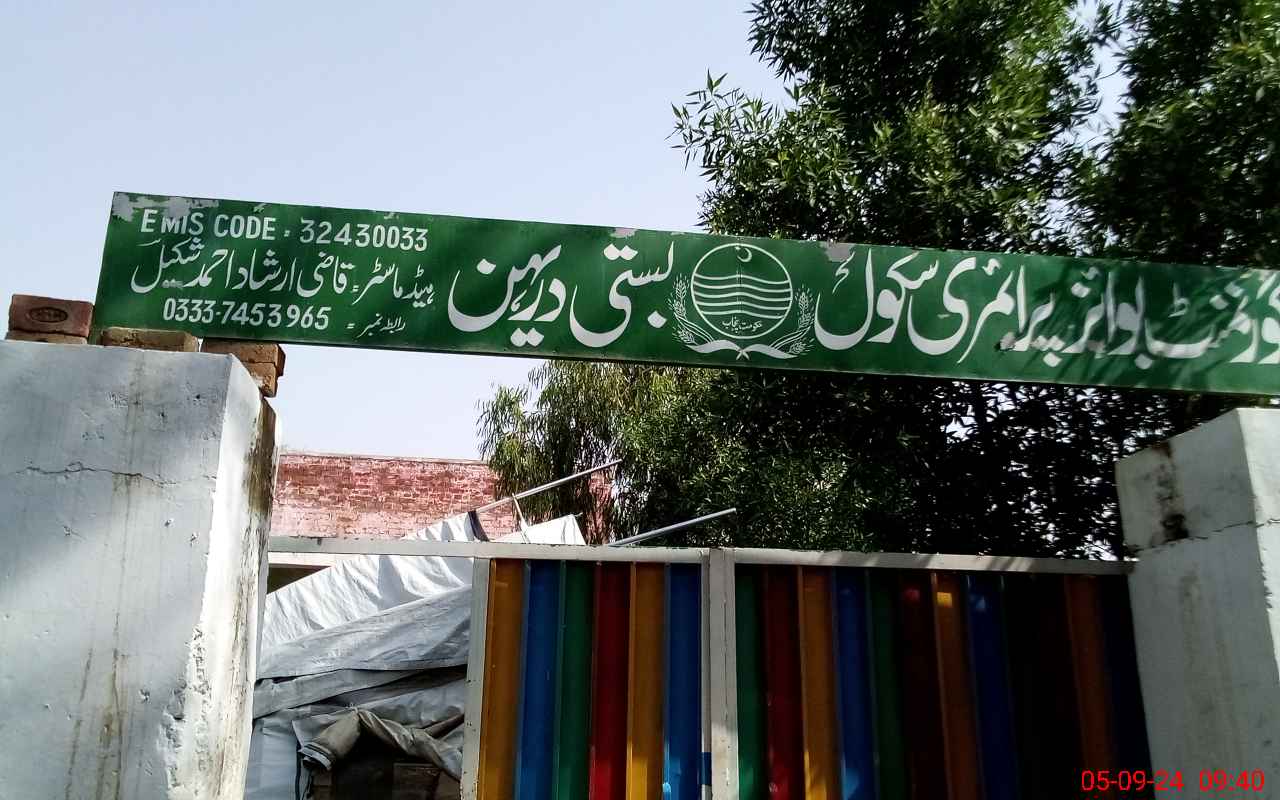 گورنمنٹ بوائز پرائمری سکول
حکومت پنجاب
بستی درہین
EMIS CODE = 32430033
ہیڈ ماسٹر: قاضی ارشاد احمد شکیل
رابطہ نمبر = 0333-7453965
05-09-24 09:40